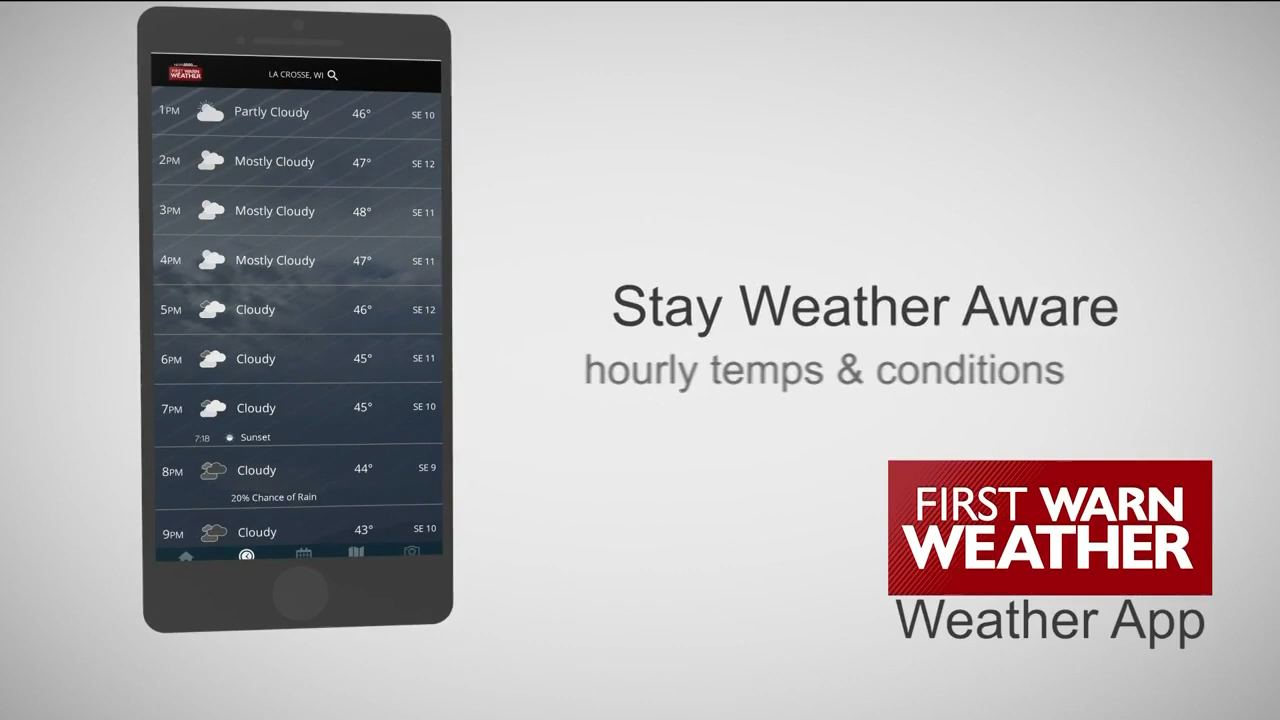 FIRST WARN
WEATHER
LA CROSSE, WI
1PM Partly Cloudy 46° SE 10
2PM Mostly Cloudy 47° SE 12
3PM Mostly Cloudy 48° SE 11
4PM Mostly Cloudy 47° SE 11
5PM Cloudy 46° SE 12
6PM Cloudy 45° SE 11
7PM Cloudy 45° SE 10
7:18 Sunset
8PM Cloudy 44° SE 9
20% Chance of Rain
9PM Cloudy 43° SE 10
Stay Weather Aware
hourly temps & conditions
FIRST WARN
WEATHER
Weather App